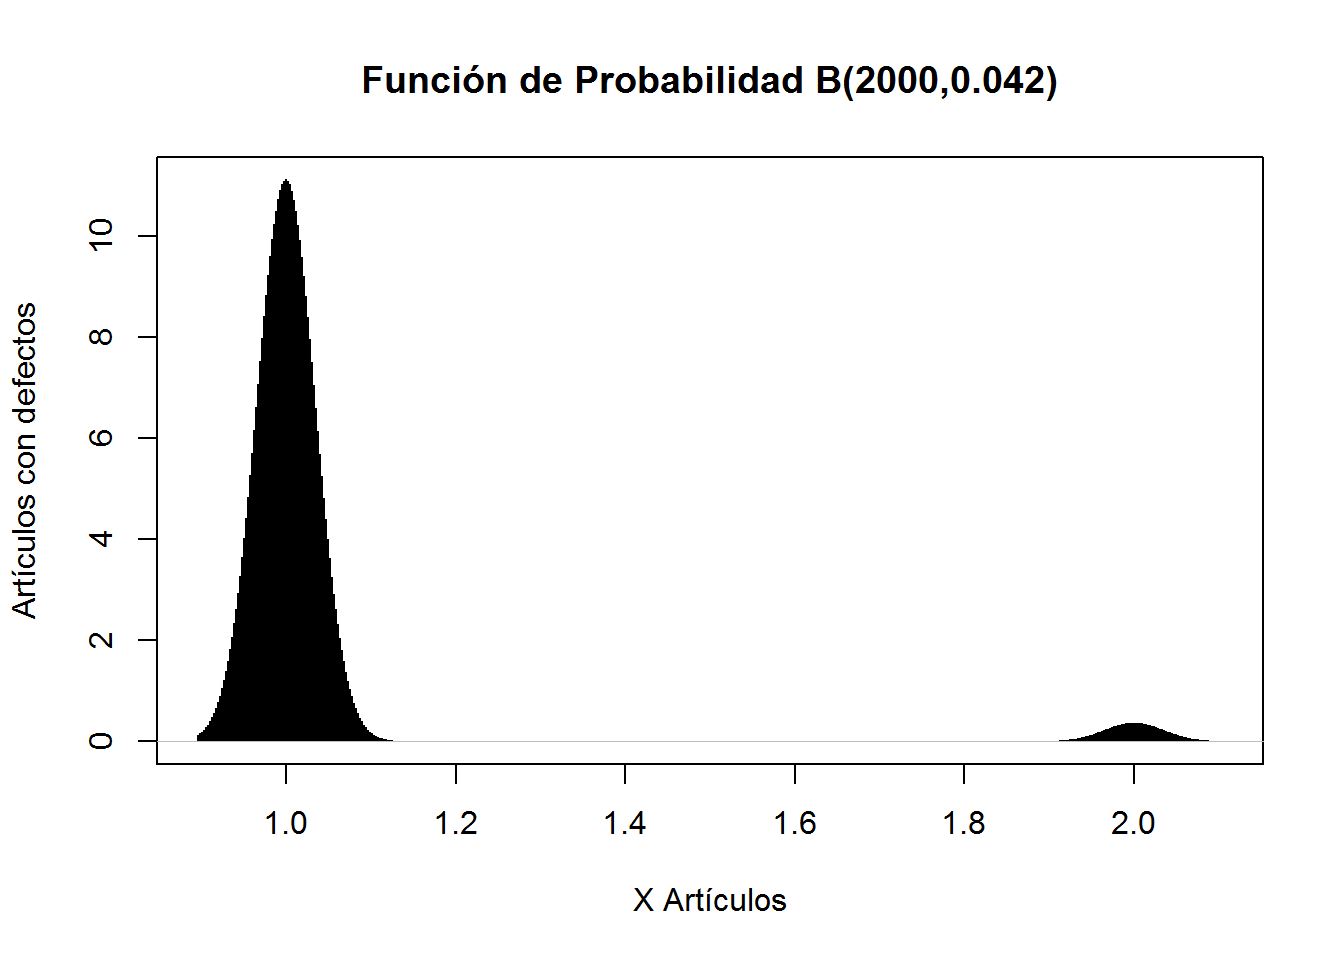 Función de Probabilidad B(2000,0.042)
Artículos con defectos
10
8
6
4
2
0
1.0 1.2 1.4 1.6 1.8 2.0
X Artículos